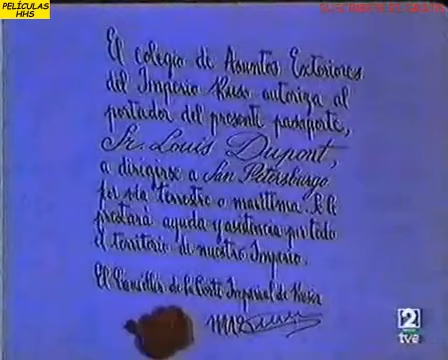 PELÍCULAS
HHS
El colegio de Asuntos Exteriores
del Imperio Ruso autoriza al
portador del presente pasaporte,
Sr. Louis Dupont,
a dirigirse a San Petersburgo
por vía terrestre o marítima. Se le
prestará ayuda y asistencia por todo
el territorio de nuestro Imperio.
El Canciller de la Corte Imperial de Rusia
2
tve